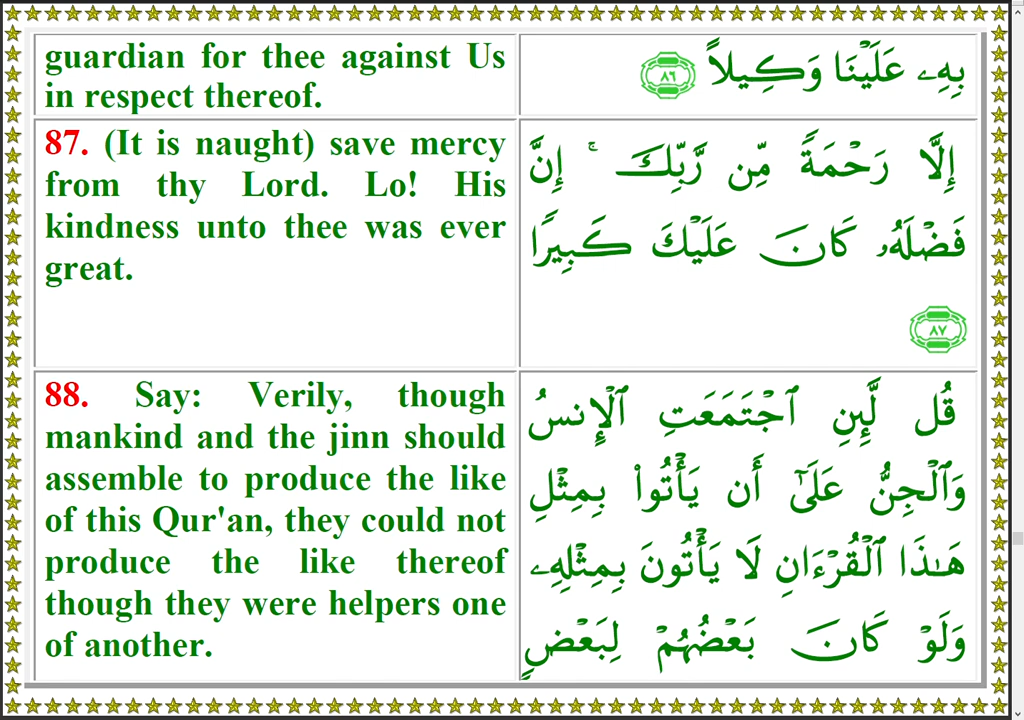 guardian for thee against Us
in respect thereof.
بِهِۦ عَلَيْنَا وَكِيلاً ٨٦
87. (It is naught) save mercy
from thy Lord. Lo! His
kindness unto thee was ever
great.
إِلَّا رَحْمَةً مِّن رَّبِّكَ ۚ إِنَّ
فَضْلَهُۥ كَانَ عَلَيْكَ كَبِيرًا
٨٧
88. Say: Verily, though
mankind and the jinn should
assemble to produce the like
of this Qur'an, they could not
produce the like thereof
though they were helpers one
of another.
قُل لَّئِنِ ٱجْتَمَعَتِ ٱلْإِنسُ
وَٱلْجِنُّ عَلَىٰٓ أَن يَأْتُوا۟ بِمِثْلِ
هَـٰذَا ٱلْقُرْءَانِ لَا يَأْتُونَ بِمِثْلِهِۦ
وَلَوْ كَانَ بَعْضُهُمْ لِبَعْضٍ